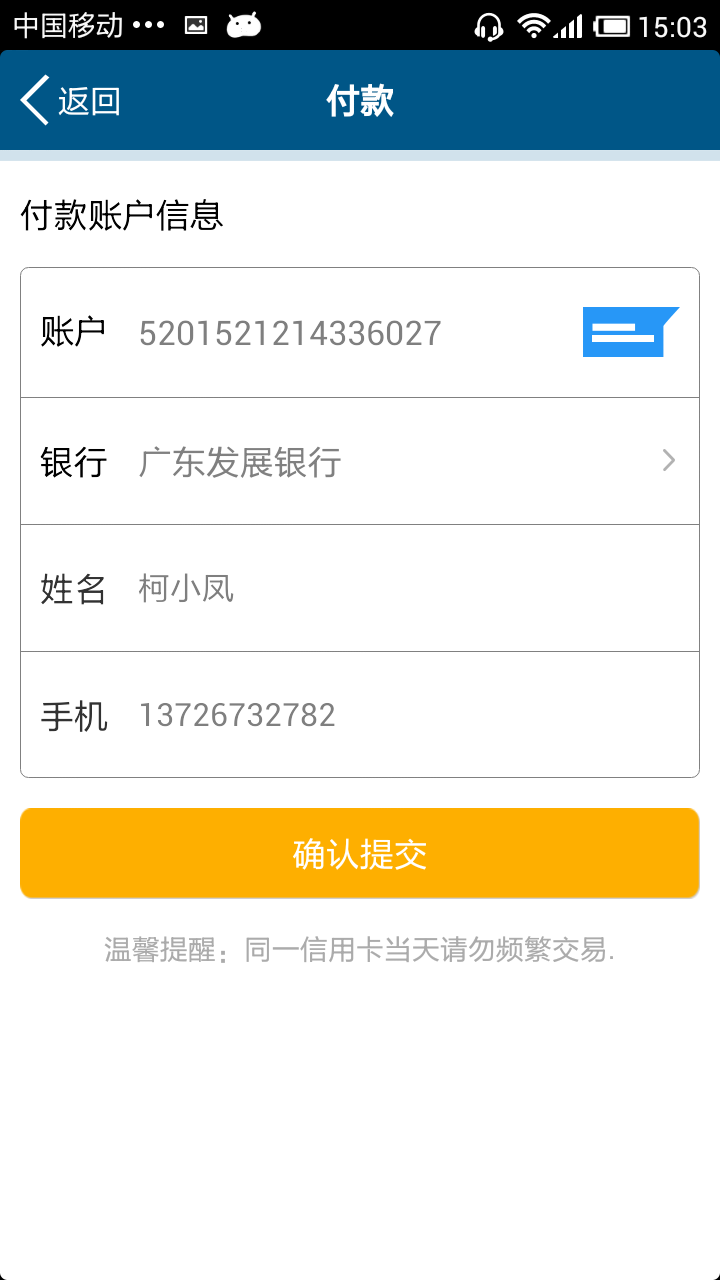 中国移动 ••• 15:03
返回 付款
付款账户信息
账户 5201521214336027
银行 广东发展银行
姓名 柯小凤
手机 13726732782
确认提交
温馨提醒：同一信用卡当天请勿频繁交易.